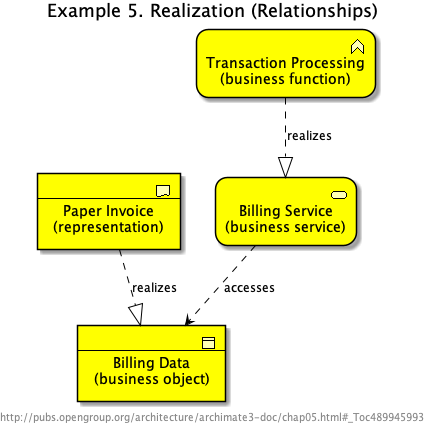 Example 5. Realization (Relationships)
Transaction Processing
(business function)
realizes
Paper Invoice
(representation)
Billing Service
(business service)
realizes
accesses
Billing Data
(business object)
http://pubs.opengroup.org/architecture/archimate3-doc/chap05.html#_Toc489945993